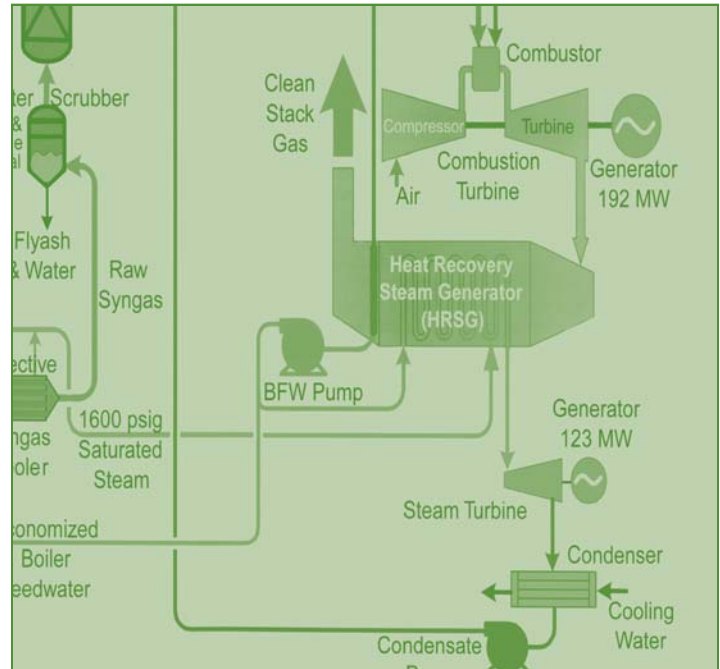 Combustor
Clean
Stack
Gas
Compressor
Turbine
Combustion
Turbine
Air
Generator
192 MW
Scrubber
&
Flyash
& Water
Raw
Syngas
Heat Recovery
Steam Generator
(HRSG)
BFW Pump
1600 psig
Saturated
Steam
Generator
123 MW
Steam Turbine
Boiler
Condenser
Cooling
Water
Condensate